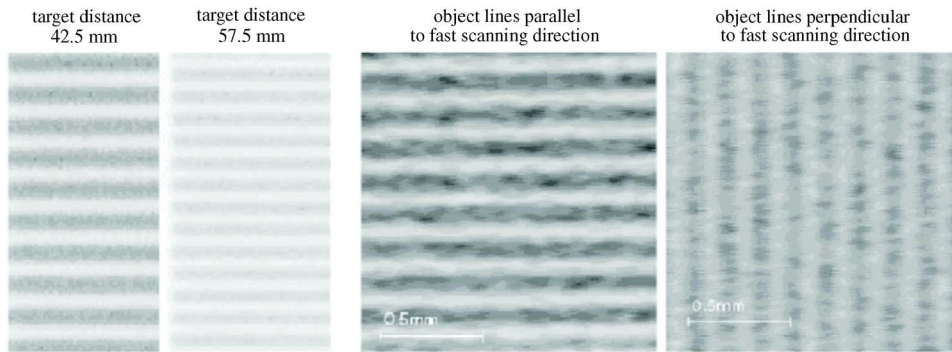 target distance
42.5 mm
target distance
57.5 mm
object lines parallel
to fast scanning direction
object lines perpendicular
to fast scanning direction
0.5mm
0.5mm